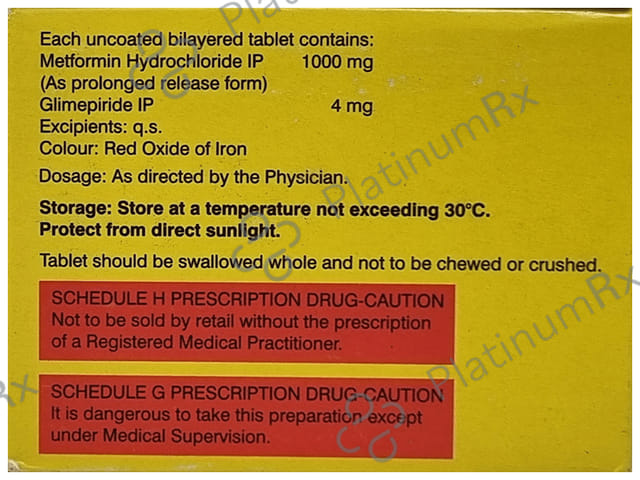 Each uncoated bilayered tablet contains:
Metformin Hydrochloride IP 1000 mg
(As prolonged release form)
Glimepiride IP 4 mg
Excipients: q.s.
Colour: Red Oxide of Iron
Dosage: As directed by the Physician.
Storage: Store at a temperature not exceeding 30°C.
Protect from direct sunlight.
Tablet should be swallowed whole and not to be chewed or crushed.
SCHEDULE H PRESCRIPTION DRUG-CAUTION
Not to be sold by retail without the prescription
of a Registered Medical Practitioner.
SCHEDULE G PRESCRIPTION DRUG-CAUTION
It is dangerous to take this preparation except
under Medical Supervision.
PlatinumRx
PlatinumRx
PlatinumRx
Rx